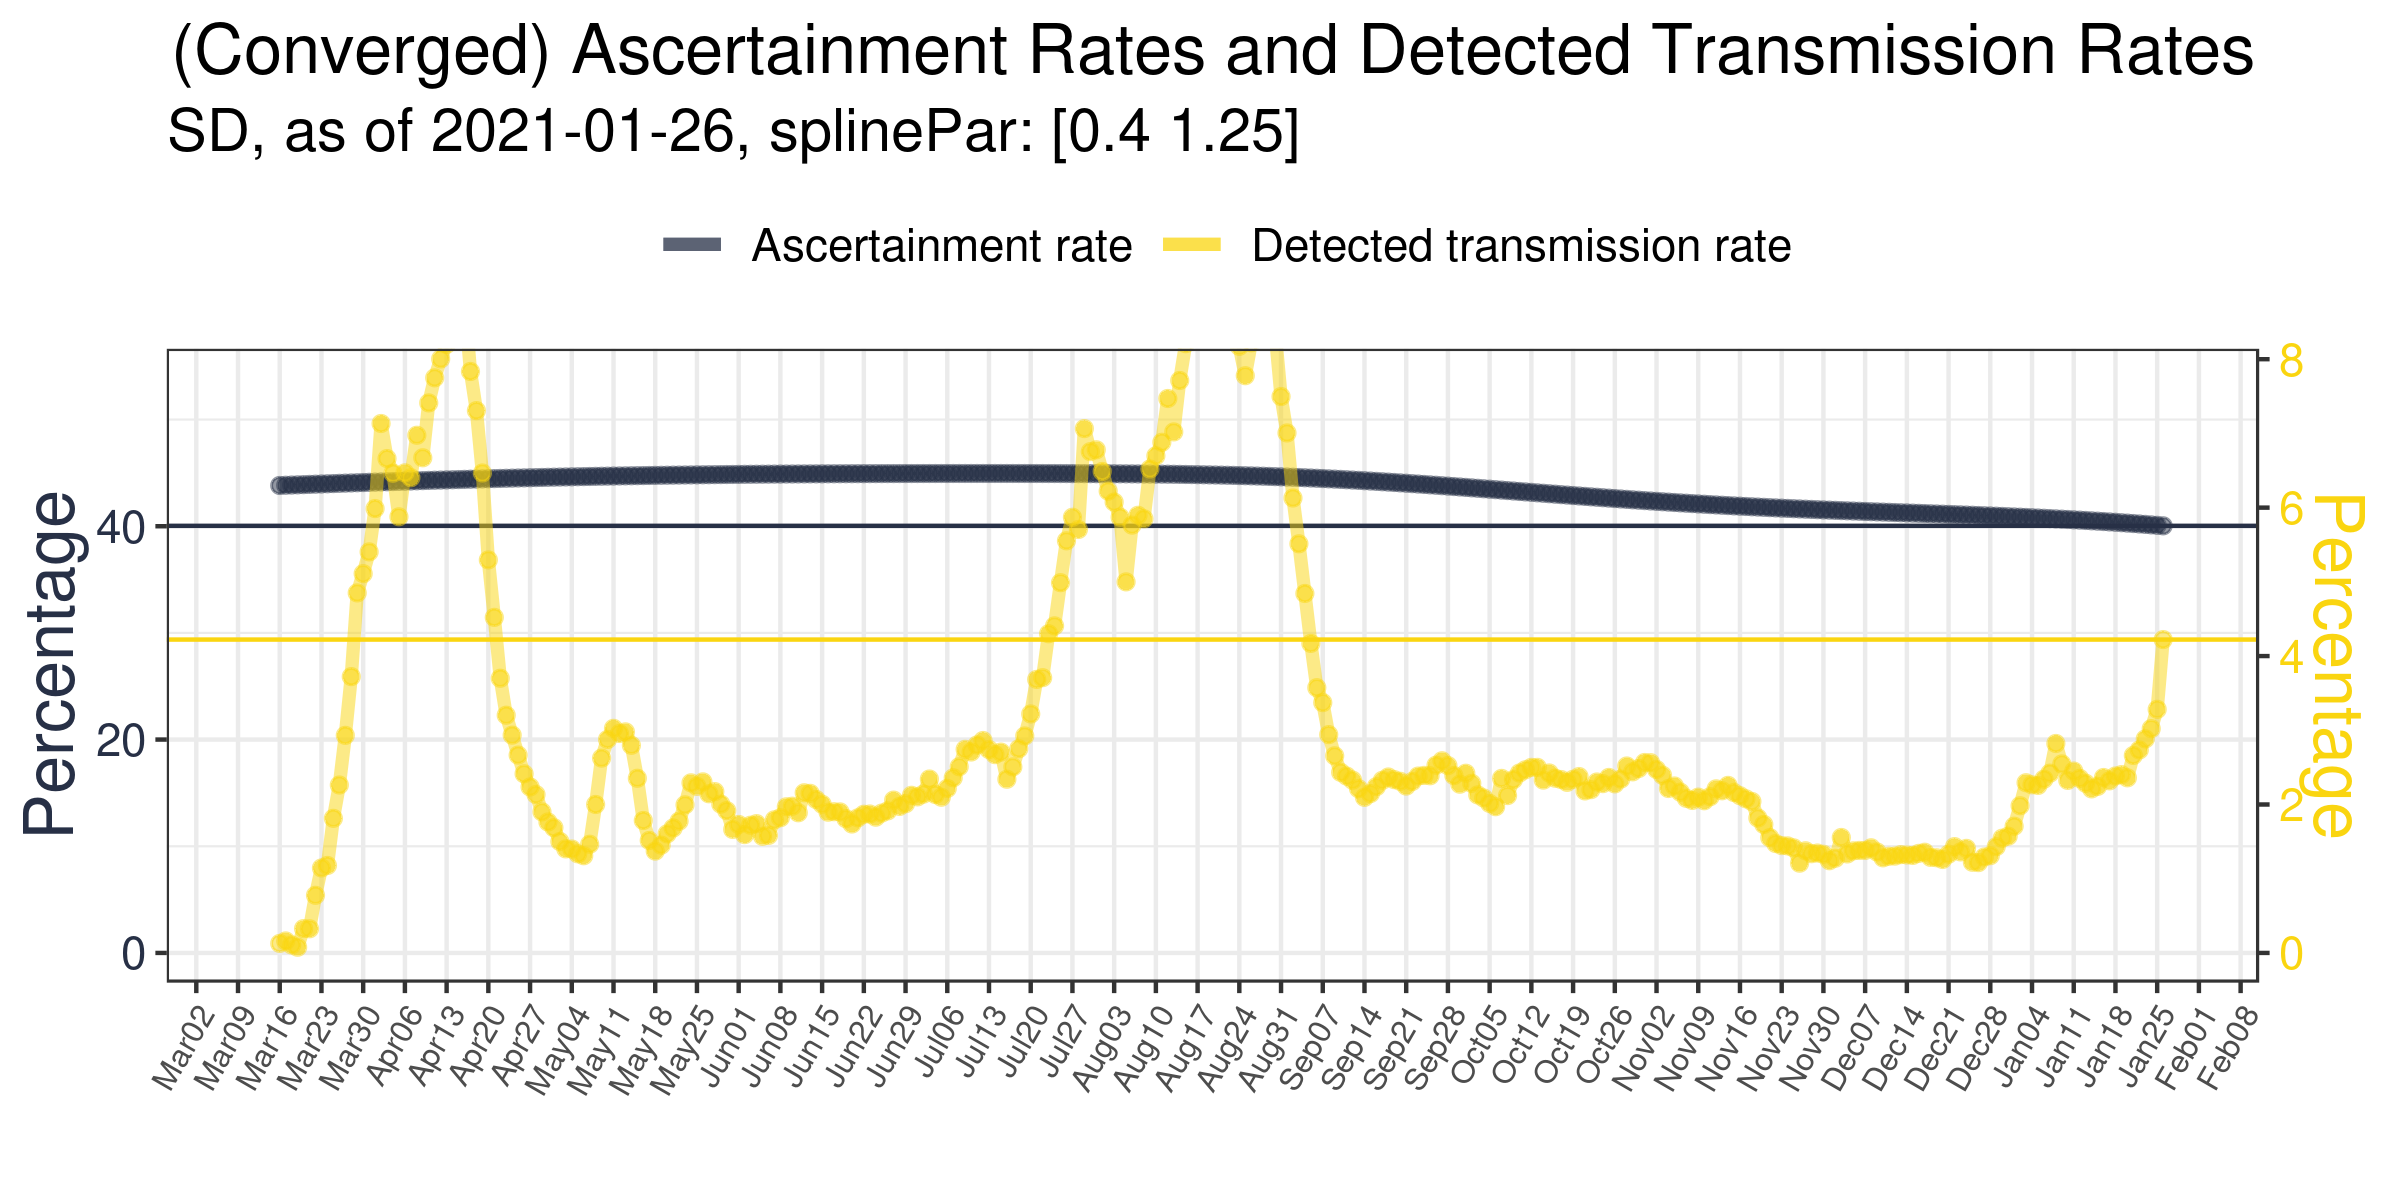 (Converged) Ascertainment Rates and Detected Transmission Rates
SD, as of 2021-01-26, splinePar: [0.4 1.25]
Ascertainment rate
Detected transmission rate
Percentage
40
20
0
8
6
4
2
0
Percentage
Mar02
Mar09
Mar16
Mar23
Mar30
Apr06
Apr13
Apr20
Apr27
May04
May11
May18
May25
Jun01
Jun08
Jun15
Jun22
Jun29
Jul06
Jul13
Jul20
Jul27
Aug03
Aug10
Aug17
Aug24
Aug31
Sep07
Sep14
Sep21
Sep28
Oct05
Oct12
Oct19
Oct26
Nov02
Nov09
Nov16
Nov23
Nov30
Dec07
Dec14
Dec21
Dec28
Jan04
Jan11
Jan18
Jan25
Feb01
Feb08